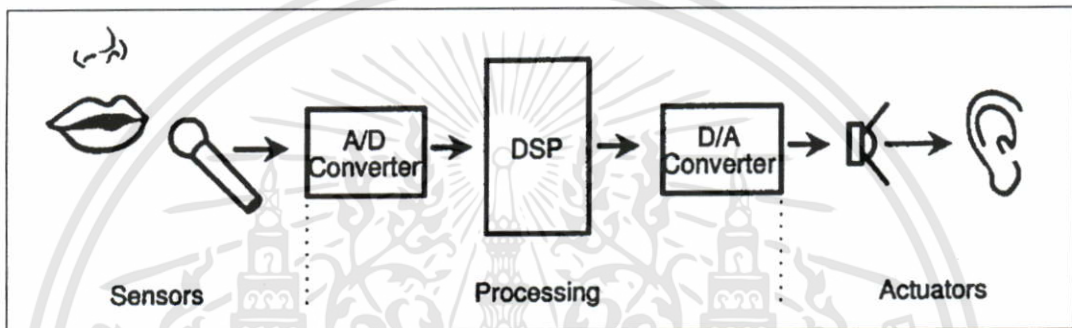 A/D
Converter
DSP
D/A
Converter
Sensors
Processing
Actuators